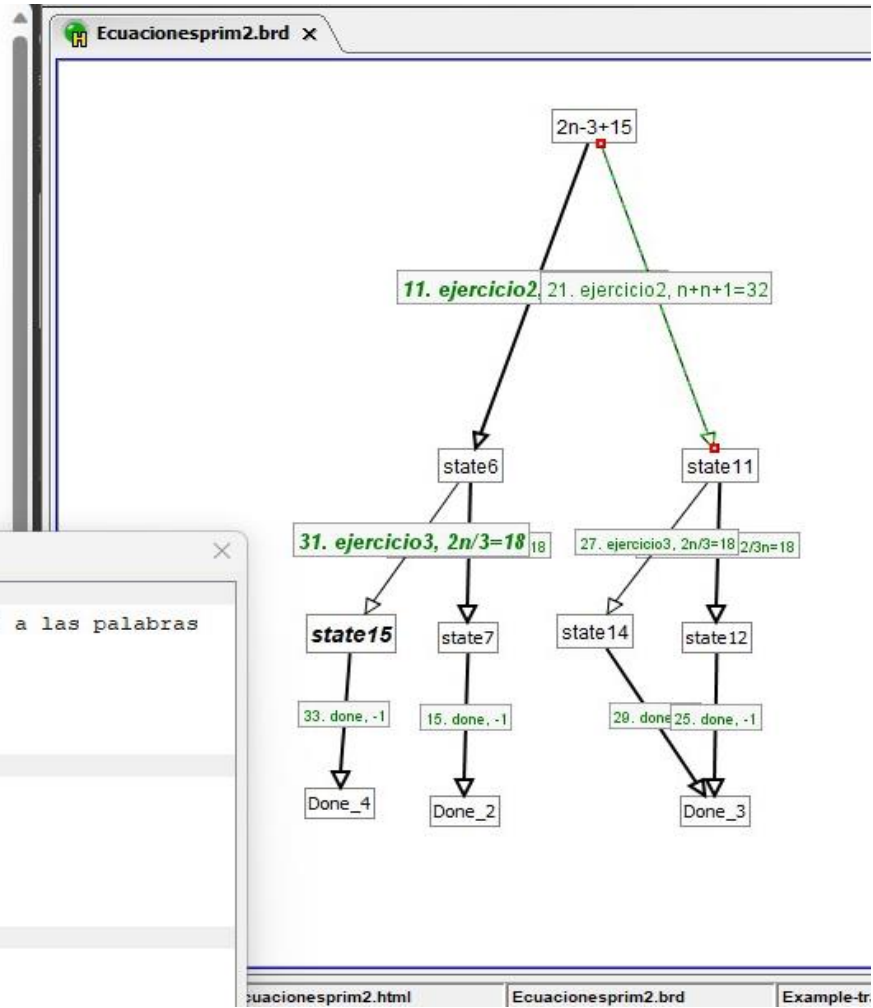 Ecuacionesprim2.brd
2n-3+15
11. ejercicio2, 21. ejercicio2, n+n+1=32
state6 state11
31. ejercicio3, 2n/3=18 18 27. ejercicio3, 2n/3=18 2/3n=18
a las palabras
state15 state7 state14 state12
33. done, -1 15. done, -1 29. done 25. done, -1
Done_4 Done_2 Done_3
cuacionesprim2.html Ecuacionesprim2.brd Example-tr